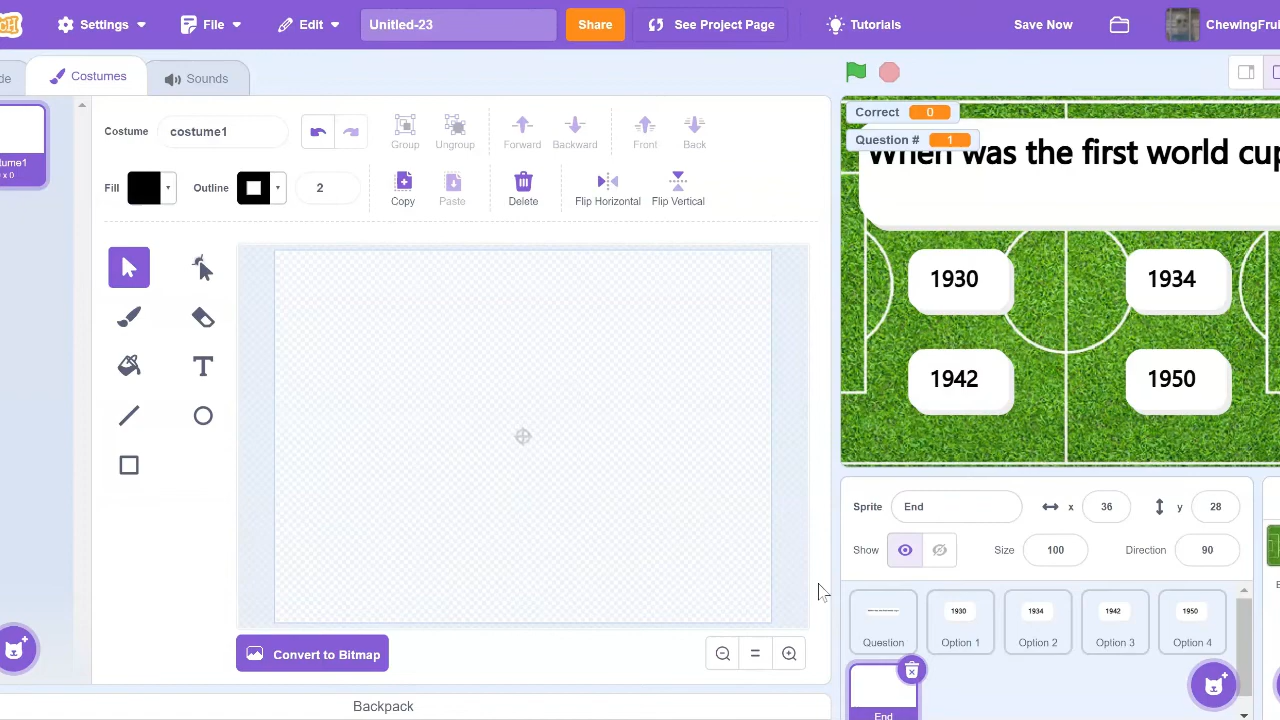 Settings File Edit Untitled-23 Share See Project Page Tutorials Save Now
Costumes Sounds
Costume costume1 Group Ungroup Forward Backward Front Back
Fill Outline 2 Copy Paste Delete Flip Horizontal Flip Vertical
Convert to Bitmap
Backpack
Correct 0
Question # 1
When was the first world cup
1930 1934
1942 1950
Sprite End x 36 y 28
Show Size 100 Direction 90
1930 1934 1942 1950
Question Option 1 Option 2 Option 3 Option 4
End